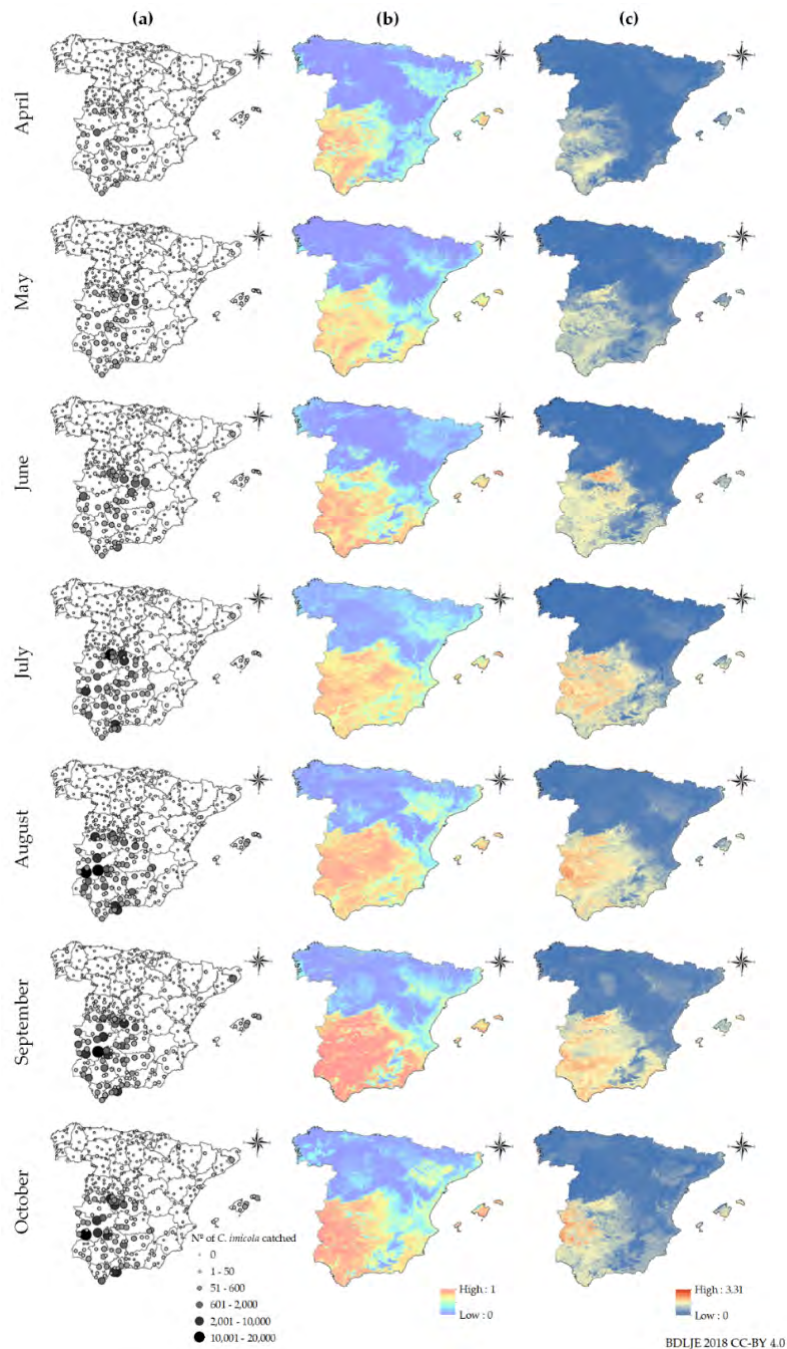 (a) (b) (c)
April
May
June
July
August
September
October
Nº of C. imicola catched
0
1 - 50
51 - 600
601 - 2,000
2,001 - 10,000
10,001 - 20,000
High : 1
Low : 0
High : 3.31
Low : 0
BDLJE 2018 CC-BY 4.0